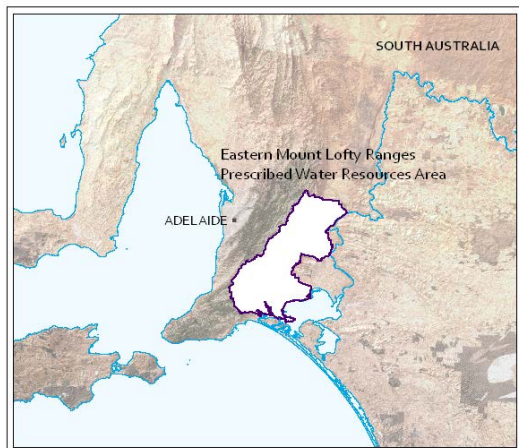 SOUTH AUSTRALIA
Eastern Mount Lofty Ranges
Prescribed Water Resources Area
ADELAIDE